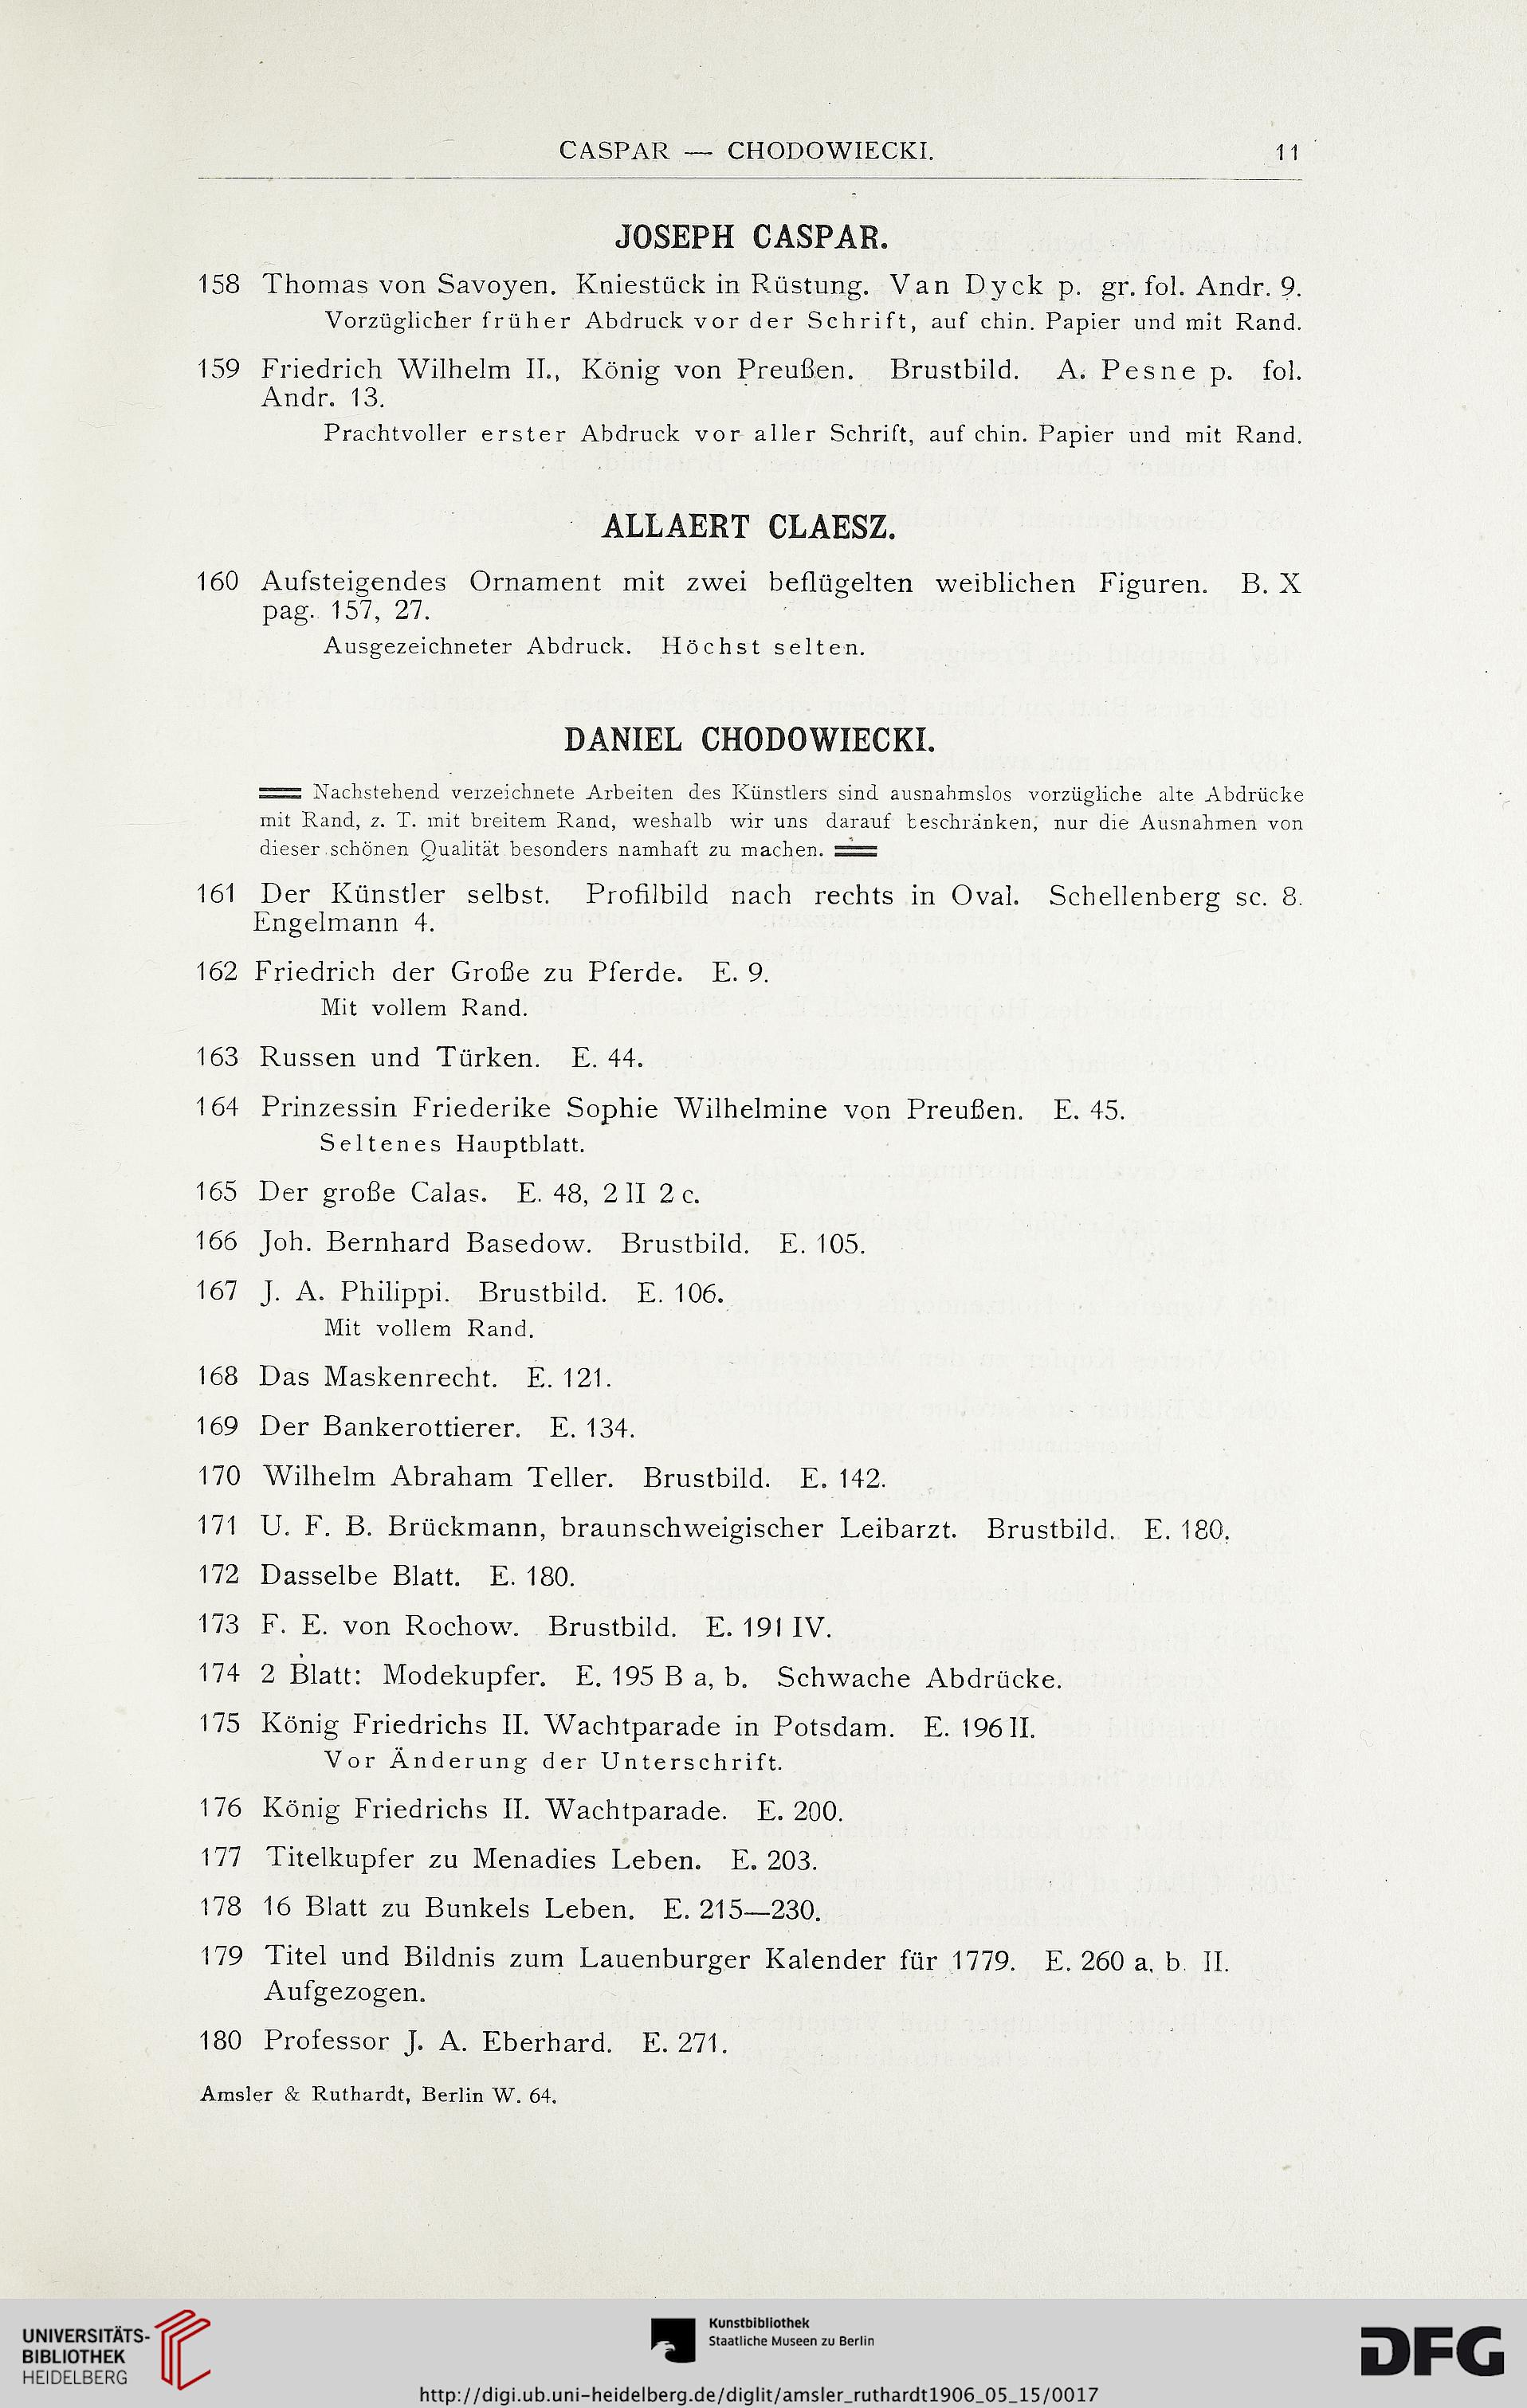 CASPAR — CHODOWIECKI. 11
JOSEPH CASPAR.
158 Thomas von Savoyen. Kniestück in Rüstung. Van Dyck p. gr. fol. Andr. 9.
Vorzüglicher früher Abdruck vor der Schrift, auf chin. Papier und mit Rand.
159 Friedrich Wilhelm II., König von Preußen. Brustbild. A. Pesne p. fol.
Andr. 13.
Prachtvoller erster Abdruck vor aller Schrift, auf chin. Papier und mit Rand.
ALLAERT CLAESZ.
160 Aufsteigendes Ornament mit zwei beflügelten weiblichen Figuren. B. X
pag. 157, 27.
Ausgezeichneter Abdruck. Höchst selten.
DANIEL CHODOWIECKI.
Nachstehend verzeichnete Arbeiten des Künstlers sind ausnahmslos vorzügliche alte Abdrücke
mit Rand, z. T. mit breitem Rand, weshalb wir uns darauf beschränken, nur die Ausnahmen von
dieser schönen Qualität besonders namhaft zu machen.
161 Der Künstler selbst. Profilbild nach rechts in Oval. Schellenberg sc. 8.
Engelmann 4.
162 Friedrich der Große zu Pferde. E. 9.
Mit vollem Rand.
163 Russen und Türken. E. 44.
164 Prinzessin Friederike Sophie Wilhelmine von Preußen. E. 45.
Seltenes Hauptblatt.
165 Der große Calas. E. 48, 2 II 2 c.
166 Joh. Bernhard Basedow. Brustbild. E. 105.
167 J. A. Philippi. Brustbild. E. 106.
Mit vollem Rand.
168 Das Maskenrecht. E. 121.
169 Der Bankerottierer. E. 134.
170 Wilhelm Abraham Teller. Brustbild. E. 142.
171 U. F. B. Brückmann, braunschweigischer Leibarzt. Brustbild. E. 180.
172 Dasselbe Blatt. E. 180.
173 F. E. von Rochow. Brustbild. E. 191 IV.
174 2 Blatt: Modekupfer. E. 195 B a, b. Schwache Abdrücke.
175 König Friedrichs II. Wachtparade in Potsdam. E. 196 II.
Vor Änderung der Unterschrift.
176 König Friedrichs II. Wachtparade. E. 200.
177 Titelkupfer zu Menadies Leben. E. 203.
178 16 Blatt zu Bunkels Leben. E. 215—230.
179 Titel und Bildnis zum Lauenburger Kalender für 1779. E. 260 a, b. II.
Aufgezogen.
180 Professor J. A. Eberhard. E. 271.
Amsler & Ruthardt, Berlin W. 64.
UNIVERSITÄTS-
BIBLIOTHEK
HEIDELBERG
Kunstbibliothek
Staatliche Museen zu Berlin
DFG
http://digi.ub.uni-heidelberg.de/diglit/amsler_ruthardt1906_05_15/0017